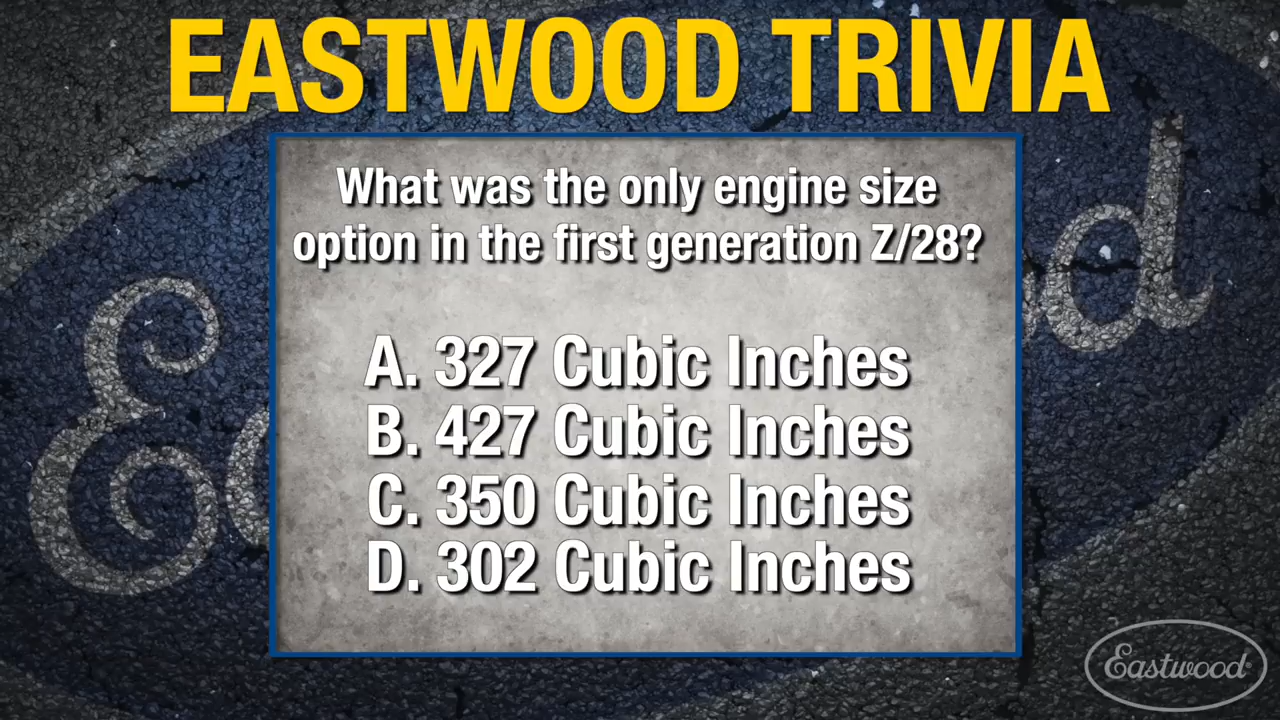 EASTWOOD TRIVIA
What was the only engine size
option in the first generation Z/28?
A. 327 Cubic Inches
B. 427 Cubic Inches
C. 350 Cubic Inches
D. 302 Cubic Inches
Eastwood